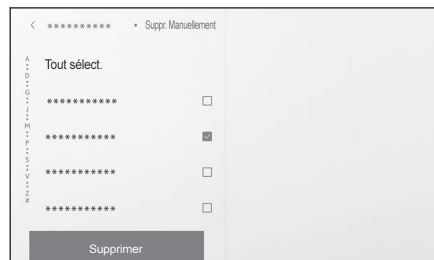 < ********** • Suppr. Manuellement
A
:
D
:
G
:
J
:
M
:
P
:
S
:
V
:
Z
#
Tout sélect.
***********
***********
***********
***********
Supprimer